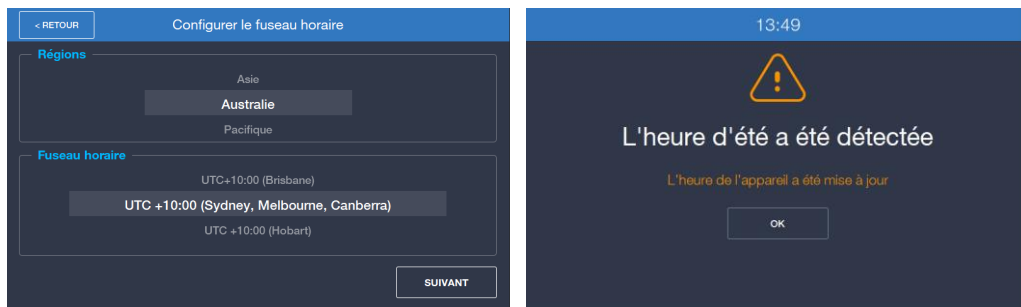 < RETOUR
Configurer le fuseau horaire
Régions
Asie
Australie
Pacifique
Fuseau horaire
UTC+10:00 (Brisbane)
UTC +10:00 (Sydney, Melbourne, Canberra)
UTC +10:00 (Hobart)
SUIVANT
13:49
L'heure d'été a été détectée
L'heure de l'appareil a été mise à jour
OK